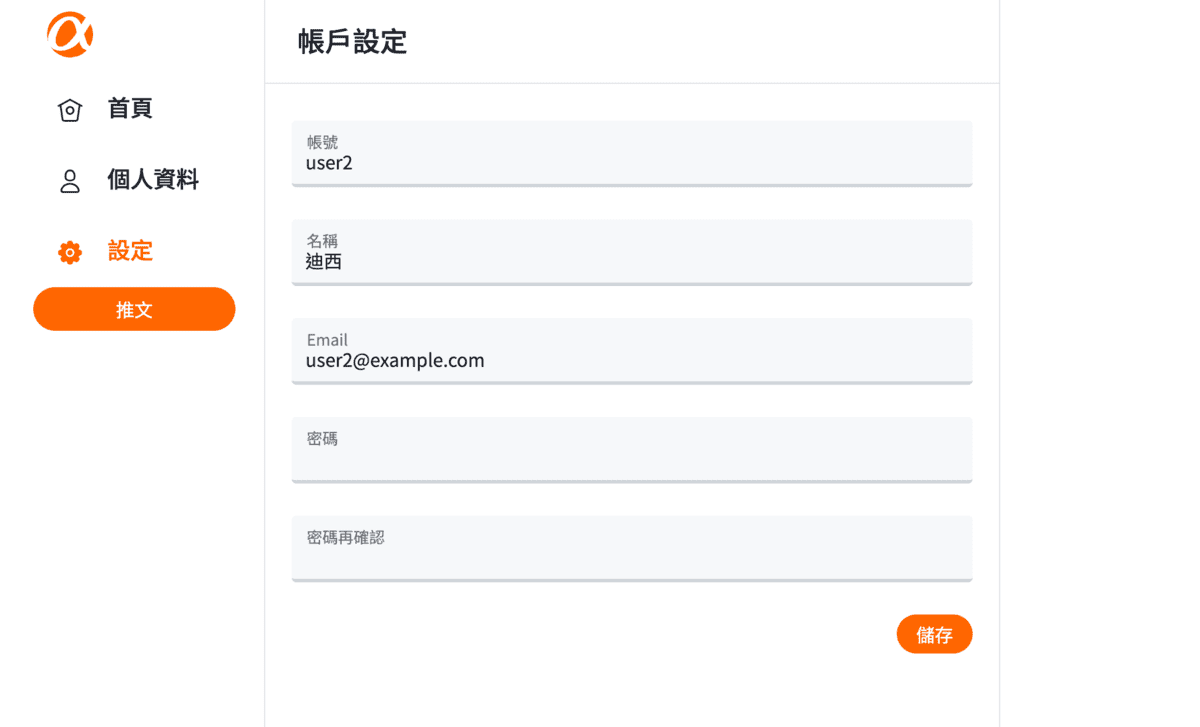 首頁
個人資料
設定
推文
帳戶設定
帳號
user2
名稱
迪西
Email
user2@example.com
密碼
密碼再確認
儲存